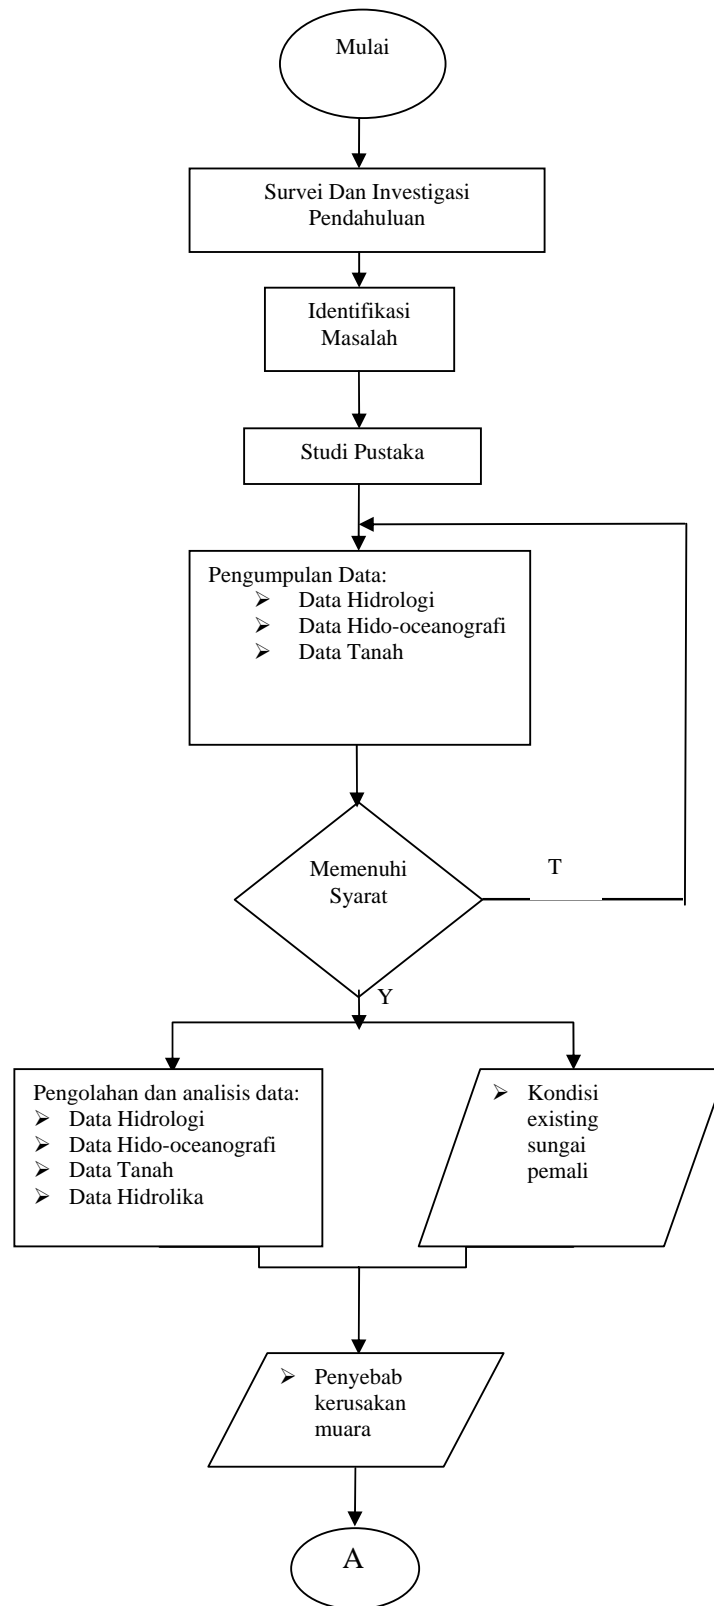 Mulai
Survei Dan Investigasi
Pendahuluan
Identifikasi
Masalah
Studi Pustaka
Pengumpulan Data:
➢ Data Hidrologi
➢ Data Hido-oceanografi
➢ Data Tanah
Memenuhi
Syarat
T
Y
Pengolahan dan analisis data:
➢ Data Hidrologi
➢ Data Hido-oceanografi
➢ Data Tanah
➢ Data Hidrolika
➢ Kondisi
existing
sungai
pemali
➢ Penyebab
kerusakan
muara
A